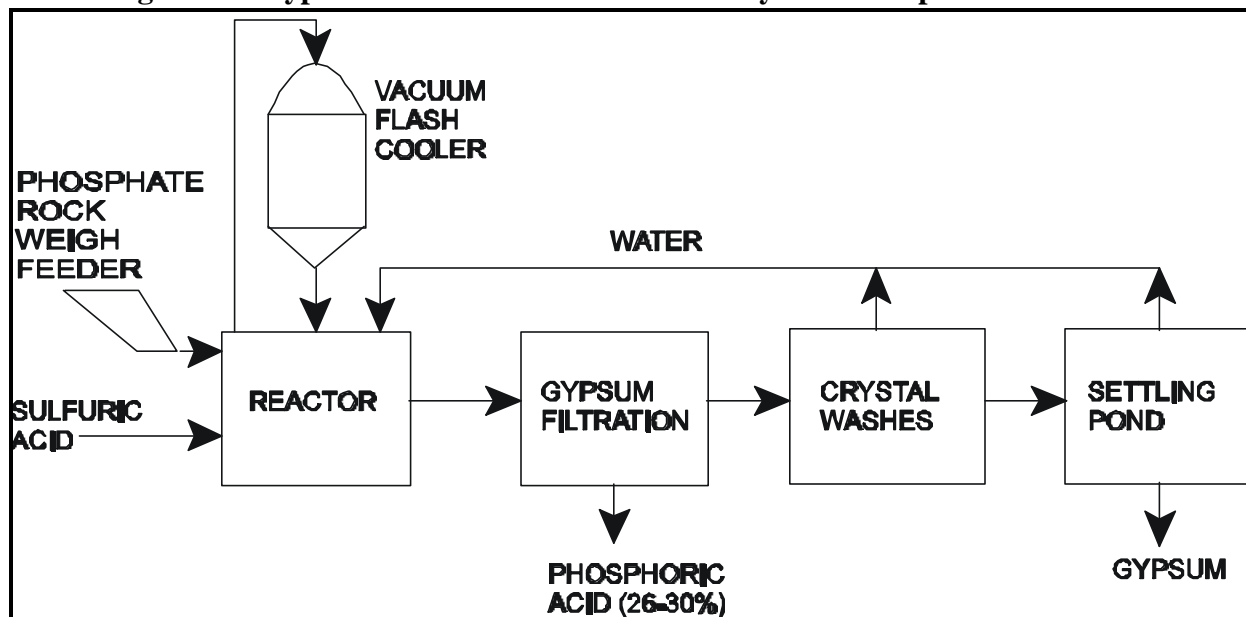 VACUUM
FLASH
COOLER
PHOSPHATE
ROCK
WEIGH
FEEDER
WATER
REACTOR
GYPSUM
FILTRATION
CRYSTAL
WASHES
SETTLING
POND
SULFURIC
ACID
PHOSPHORIC
ACID (26-30%)
GYPSUM